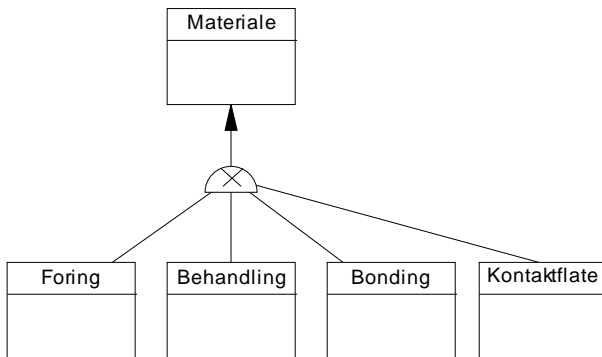 Materiale
Foring
Behandling
Bonding
Kontaktflate